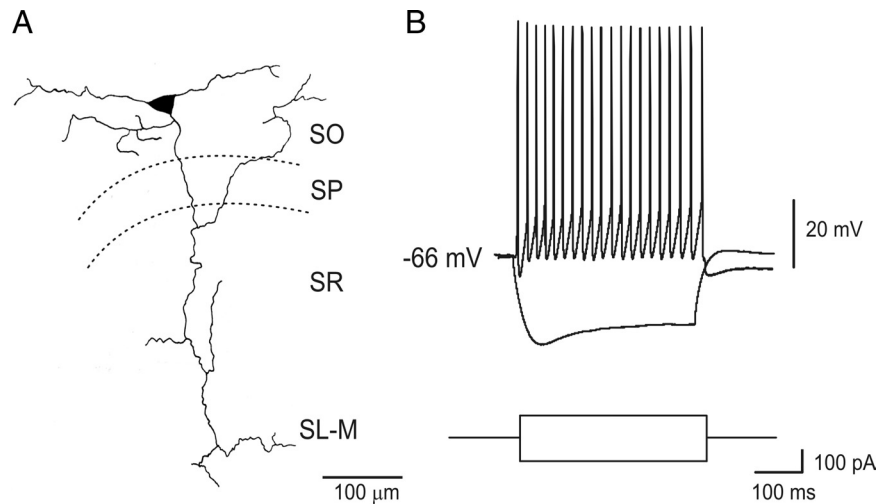 A
SO
SP
SR
SL-M
100 μm
B
-66 mV
20 mV
100 pA
100 ms